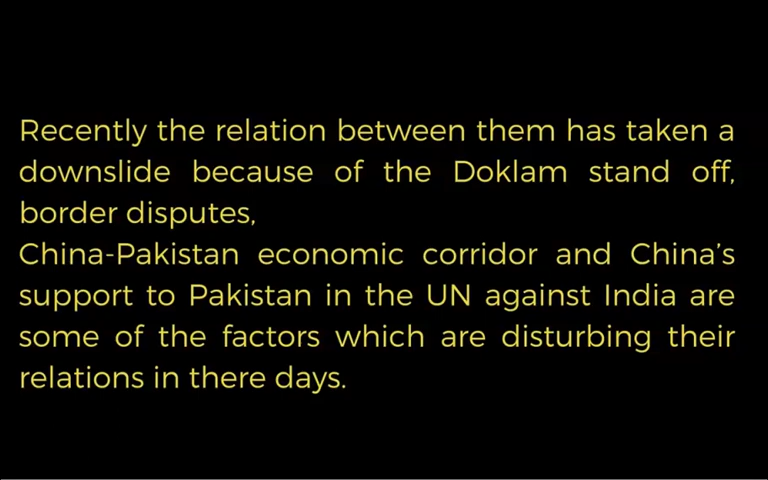 Recently the relation between them has taken a
downslide because of the Doklam stand off,
border disputes,
China-Pakistan economic corridor and China's
support to Pakistan in the UN against India are
some of the factors which are disturbing their
relations in there days.